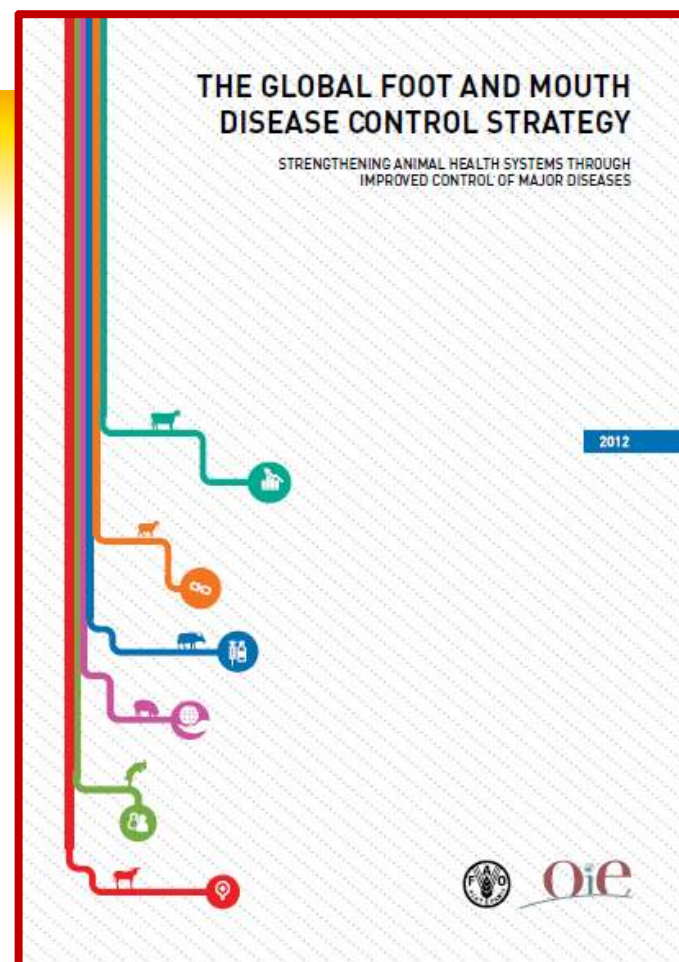 THE GLOBAL FOOT AND MOUTH
DISEASE CONTROL STRATEGY
STRENGTHENING ANIMAL HEALTH SYSTEMS THROUGH
IMPROVED CONTROL OF MAJOR DISEASES
2012
FAO
OiE